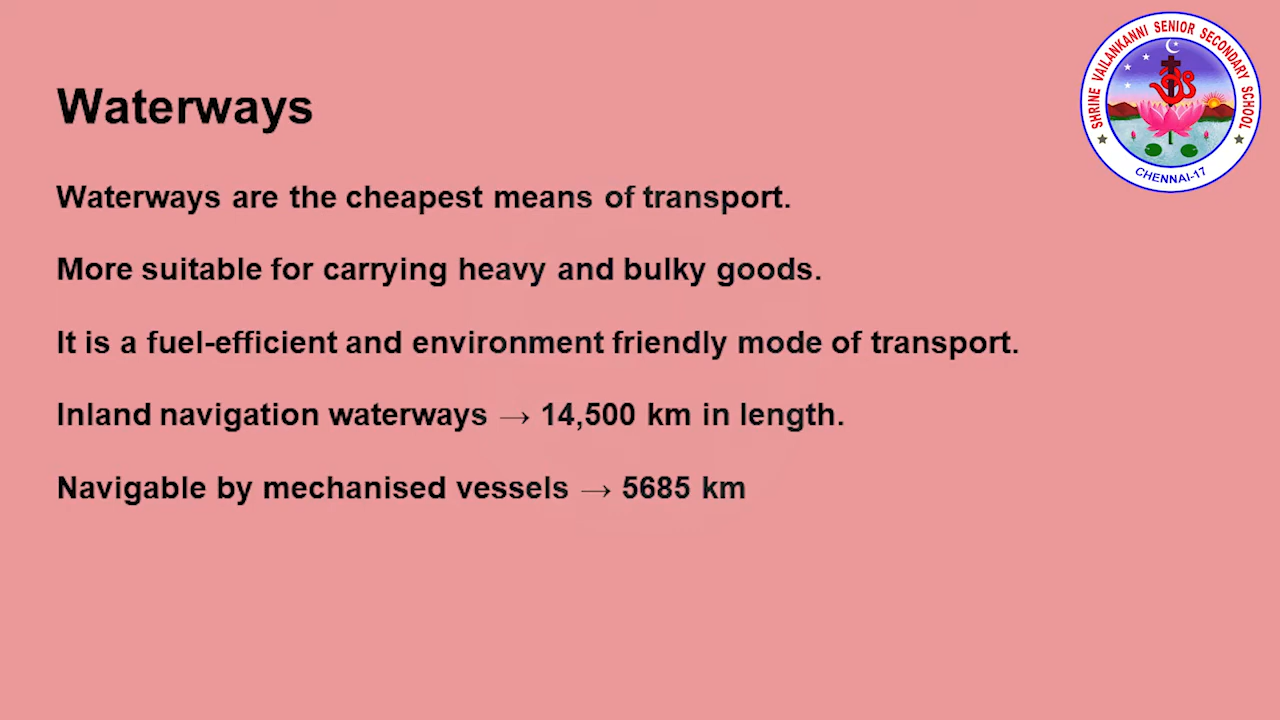 SHRINE VAILANKANNI SENIOR SECONDARY SCHOOL
CHENNAI-17
Waterways
Waterways are the cheapest means of transport.
More suitable for carrying heavy and bulky goods.
It is a fuel-efficient and environment friendly mode of transport.
Inland navigation waterways → 14,500 km in length.
Navigable by mechanised vessels → 5685 km